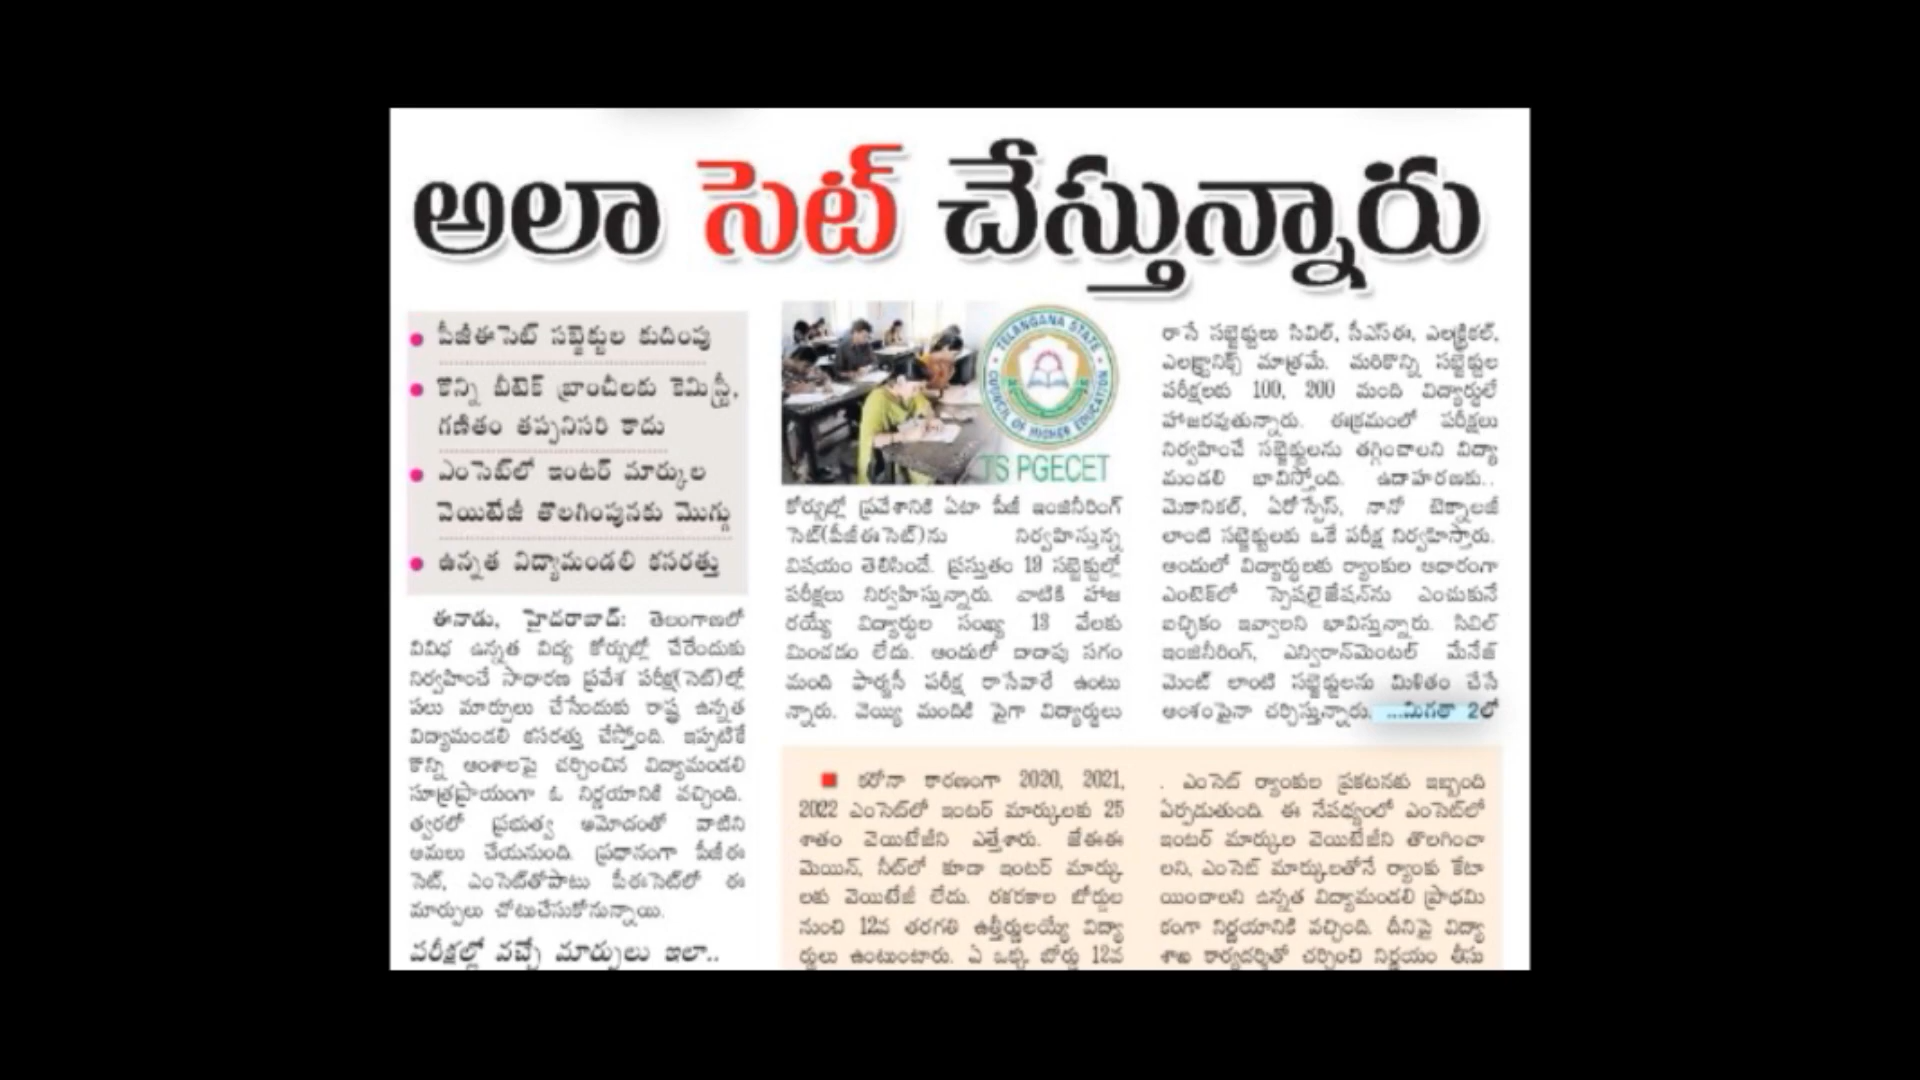 అలా సెట్ చేస్తున్నారు
పీజీఈసెట్ సబ్జెక్టుల కుదింపు
కొన్ని బీటెక్ బ్రాంచీలకు కెమిస్ట్రీ,
గణితం తప్పనిసరి కాదు
ఎంసెట్‌లో ఇంటర్ మార్కుల
వెయిటేజీ తొలగింపునకు మొగ్గు
ఉన్నత విద్యామండలి కసరత్తు
ఈనాడు, హైదరాబాద్: తెలంగాణలో
వివిధ ఉన్నత విద్య కోర్సుల్లో చేరేందుకు
నిర్వహించే సాధారణ ప్రవేశ పరీక్ష(సెట్)ల్లో
పలు మార్పులు చేసేందుకు రాష్ట్ర ఉన్నత
విద్యామండలి కసరత్తు చేస్తోంది. ఇప్పటికే
కొన్ని అంశాలపై చర్చించిన విద్యామండలి
సూత్రప్రాయంగా ఓ నిర్ణయానికి వచ్చింది.
త్వరలో ప్రభుత్వ ఆమోదంతో వాటిని
అమలు చేయనుంది. ప్రధానంగా పీజీఈ
సెట్, ఎంసెట్‌తోపాటు పీఈసెట్‌లో ఈ
మార్పులు చోటుచేసుకోనున్నాయి.
పరీక్షల్లో వచ్చే మార్పులు ఇలా..
TELANGANA STATE
COUNCIL OF HIGHER EDUCATION
TS PGECET
కోర్సుల్లో ప్రవేశానికి ఏటా పీజీ ఇంజినీరింగ్
సెట్(పీజీఈసెట్)ను నిర్వహిస్తున్న
విషయం తెలిసిందే. ప్రస్తుతం 19 సబ్జెక్టుల్లో
పరీక్షలు నిర్వహిస్తున్నారు. వాటికి హాజ
రయ్యే విద్యార్థుల సంఖ్య 13 వేలకు
మించడం లేదు. అందులో దాదాపు సగం
మంది ఫార్మసీ పరీక్ష రాసేవారే ఉంటు
న్నారు. వెయ్యి మందికి పైగా విద్యార్థులు
రాసే సబ్జెక్టులు సివిల్, సీఎస్ఈ, ఎలక్ట్రికల్,
ఎలక్ట్రానిక్స్ మాత్రమే. మరికొన్ని సబ్జెక్టుల
పరీక్షలకు 100, 200 మంది విద్యార్థులే
హాజరవుతున్నారు. ఈక్రమంలో పరీక్షలు
నిర్వహించే సబ్జెక్టులను తగ్గించాలని విద్యా
మండలి భావిస్తోంది. ఉదాహరణకు..
మెకానికల్, ఏరోస్పేస్, నానో టెక్నాలజీ
లాంటి సబ్జెక్టులకు ఒకే పరీక్ష నిర్వహిస్తారు.
అందులో విద్యార్థులకు ర్యాంకుల ఆధారంగా
ఎంటెక్‌లో స్పెషలైజేషన్‌ను ఎంచుకునే
ఐచ్ఛికం ఇవ్వాలని భావిస్తున్నారు. సివిల్
ఇంజినీరింగ్, ఎన్విరాన్‌మెంటల్ మేనేజ్
మెంట్ లాంటి సబ్జెక్టులను మిళితం చేసే
అంశంపైనా చర్చిస్తున్నారు. ...మిగతా 2లో
కరోనా కారణంగా 2020, 2021,
2022 ఎంసెట్‌లో ఇంటర్ మార్కులకు 25
శాతం వెయిటేజీని ఎత్తేశారు. జేఈఈ
మెయిన్, నీట్‌లో కూడా ఇంటర్ మార్కు
లకు వెయిటేజీ లేదు. రకరకాల బోర్డుల
నుంచి 12వ తరగతి ఉత్తీర్ణులయ్యే విద్యా
ర్థులు ఉంటుంటారు. ఏ ఒక్క బోర్డు 12వ
. ఎంసెట్ ర్యాంకుల ప్రకటనకు ఇబ్బంది
ఏర్పడుతుంది. ఈ నేపథ్యంలో ఎంసెట్‌లో
ఇంటర్ మార్కుల వెయిటేజీని తొలగించా
లని, ఎంసెట్ మార్కులతోనే ర్యాంకు కేటా
యించాలని ఉన్నత విద్యామండలి ప్రాథమి
కంగా నిర్ణయానికి వచ్చింది. దీనిపై విద్యా
శాఖ కార్యదర్శితో చర్చించి నిర్ణయం తీసు